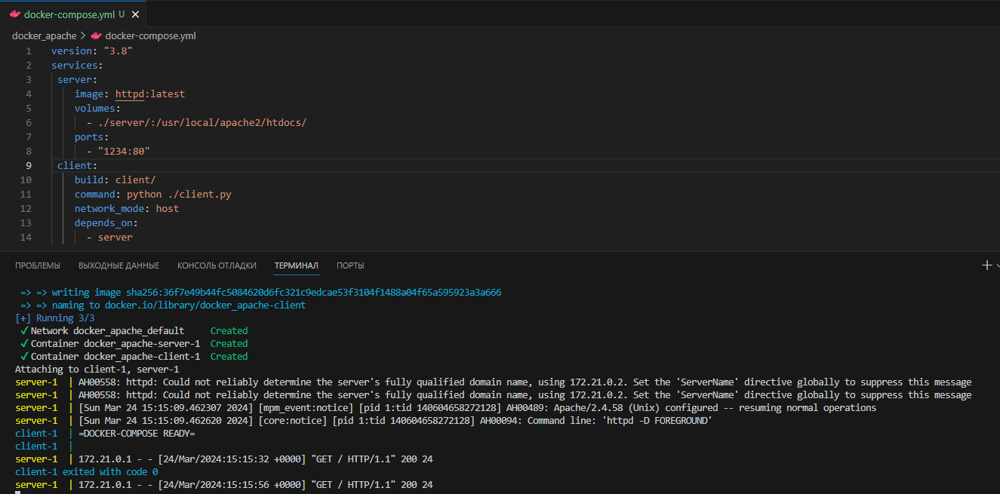 docker-compose.yml U ✕
docker_apache > docker-compose.yml
1 version: "3.8"
2 services:
3 server:
4 image: httpd:latest
5 volumes:
6 - ./server/:/usr/local/apache2/htdocs/
7 ports:
8 - "1234:80"
9 client:
10 build: client/
11 command: python ./client.py
12 network_mode: host
13 depends_on:
14 - server
ПРОБЛЕМЫ ВЫХОДНЫЕ ДАННЫЕ КОНСОЛЬ ОТЛАДКИ ТЕРМИНАЛ ПОРТЫ
=> => writing image sha256:36f7e49b44fc5084620d6fc321c9edcae53f3104f1488a04f65a595923a3a666
=> => naming to docker.io/library/docker_apache-client
[+] Running 3/3
✓ Network docker_apache_default Created
✓ Container docker_apache-server-1 Created
✓ Container docker_apache-client-1 Created
Attaching to client-1, server-1
server-1 | AH00558: httpd: Could not reliably determine the server's fully qualified domain name, using 172.21.0.2. Set the 'ServerName' directive globally to suppress this message
server-1 | AH00558: httpd: Could not reliably determine the server's fully qualified domain name, using 172.21.0.2. Set the 'ServerName' directive globally to suppress this message
server-1 | [Sun Mar 24 15:15:09.462307 2024] [mpm_event:notice] [pid 1:tid 140604658272128] AH00489: Apache/2.4.58 (Unix) configured -- resuming normal operations
server-1 | [Sun Mar 24 15:15:09.462620 2024] [core:notice] [pid 1:tid 140604658272128] AH00094: Command line: 'httpd -D FOREGROUND'
client-1 | =DOCKER-COMPOSE READY=
client-1 |
server-1 | 172.21.0.1 - - [24/Mar/2024:15:15:32 +0000] "GET / HTTP/1.1" 200 24
client-1 exited with code 0
server-1 | 172.21.0.1 - - [24/Mar/2024:15:15:56 +0000] "GET / HTTP/1.1" 200 24